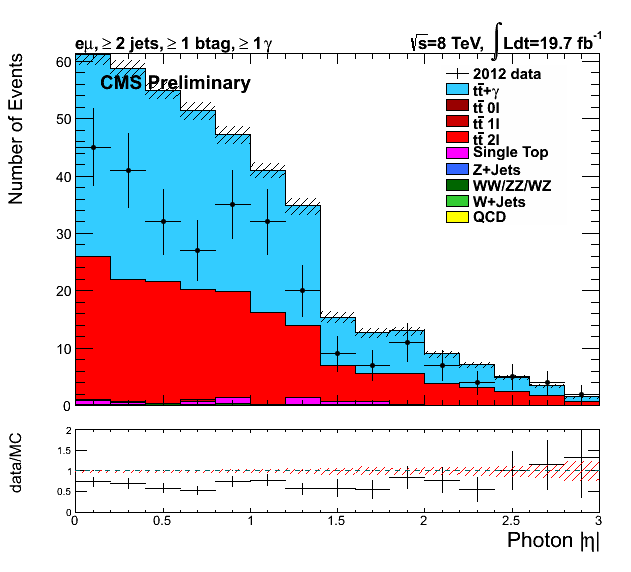 eμ, ≥ 2 jets, ≥ 1 btag, ≥ 1γ
√s=8 TeV, ∫Ldt=19.7 fb⁻¹
CMS Preliminary
2012 data
tt̄+γ
tt̄ 0l
tt̄ 1l
tt̄ 2l
Single Top
Z+Jets
WW/ZZ/WZ
W+Jets
QCD
Number of Events
60
50
40
30
20
10
0
data/MC
2
1.5
1
0.5
0
0 0.5 1 1.5 2 2.5 3
Photon |η|